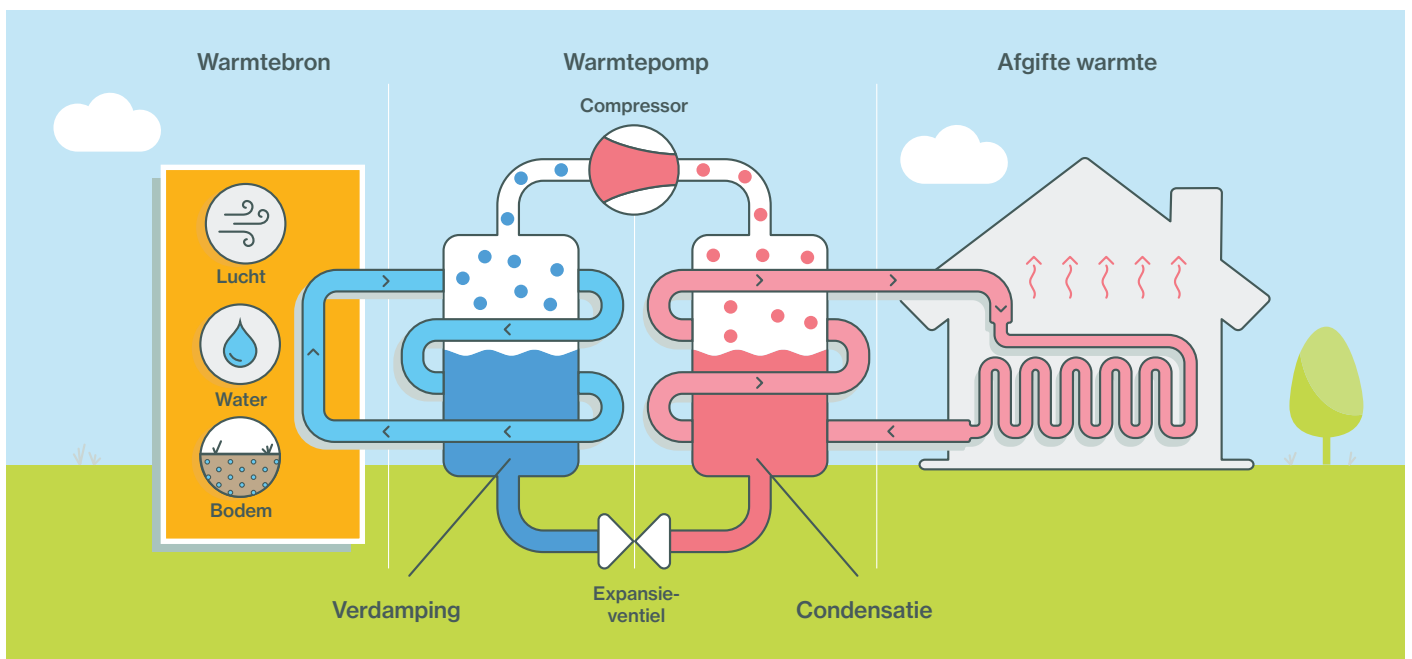 Warmtebron
Warmtepomp
Afgifte warmte
Compressor
Lucht
Water
Bodem
Verdamping
Expansie-
ventiel
Condensatie